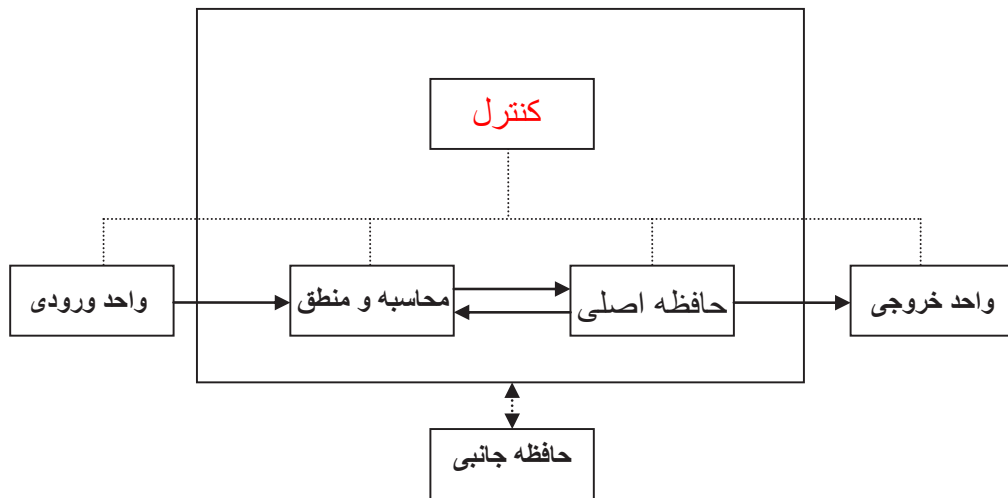 کنترل
واحد ورودی
محاسبه و منطق
حافظه اصلی
واحد خروجی
حافظه جانبی